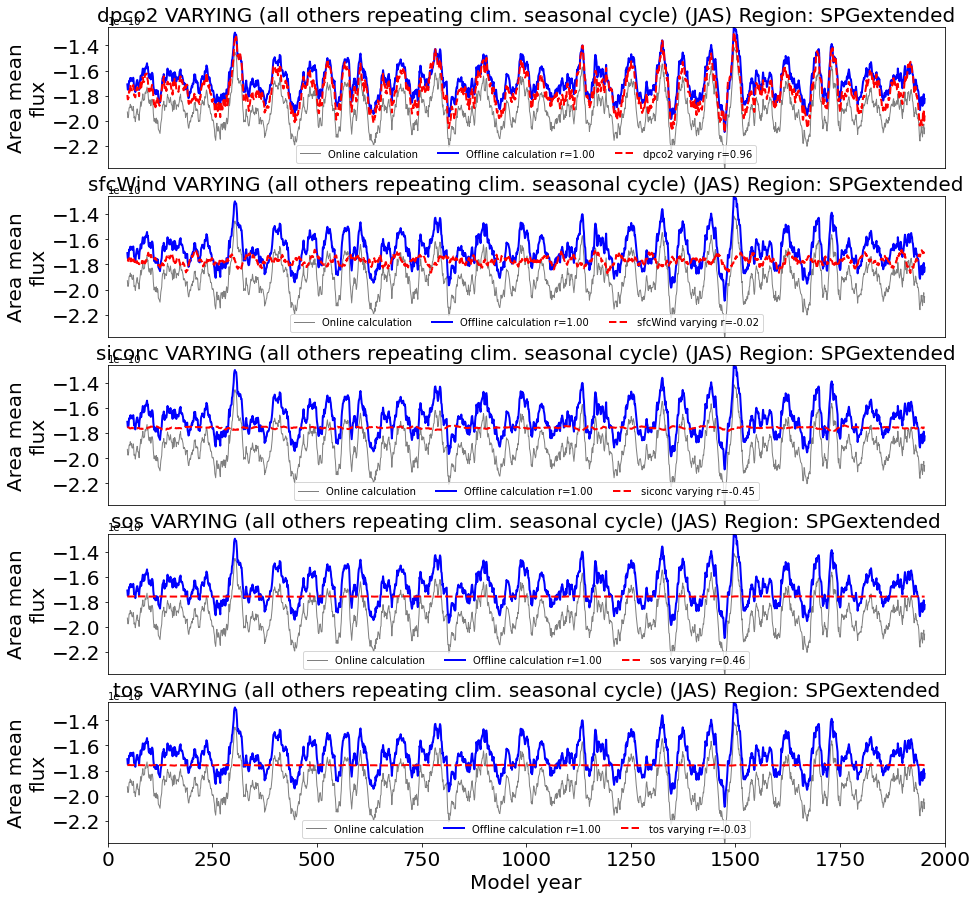 dpco2 VARYING (all others repeating clim. seasonal cycle) (JAS) Region: SPGextended
1e−10
−1.4
−1.6
−1.8
−2.0
−2.2
Area mean
flux
Online calculation Offline calculation r=1.00 dpco2 varying r=0.96
sfcWind VARYING (all others repeating clim. seasonal cycle) (JAS) Region: SPGextended
1e−10
−1.4
−1.6
−1.8
−2.0
−2.2
Area mean
flux
Online calculation Offline calculation r=1.00 sfcWind varying r=-0.02
siconc VARYING (all others repeating clim. seasonal cycle) (JAS) Region: SPGextended
1e−10
−1.4
−1.6
−1.8
−2.0
−2.2
Area mean
flux
Online calculation Offline calculation r=1.00 siconc varying r=-0.45
sos VARYING (all others repeating clim. seasonal cycle) (JAS) Region: SPGextended
1e−10
−1.4
−1.6
−1.8
−2.0
−2.2
Area mean
flux
Online calculation Offline calculation r=1.00 sos varying r=0.46
tos VARYING (all others repeating clim. seasonal cycle) (JAS) Region: SPGextended
1e−10
−1.4
−1.6
−1.8
−2.0
−2.2
Area mean
flux
Online calculation Offline calculation r=1.00 tos varying r=-0.03
0 250 500 750 1000 1250 1500 1750 2000
Model year